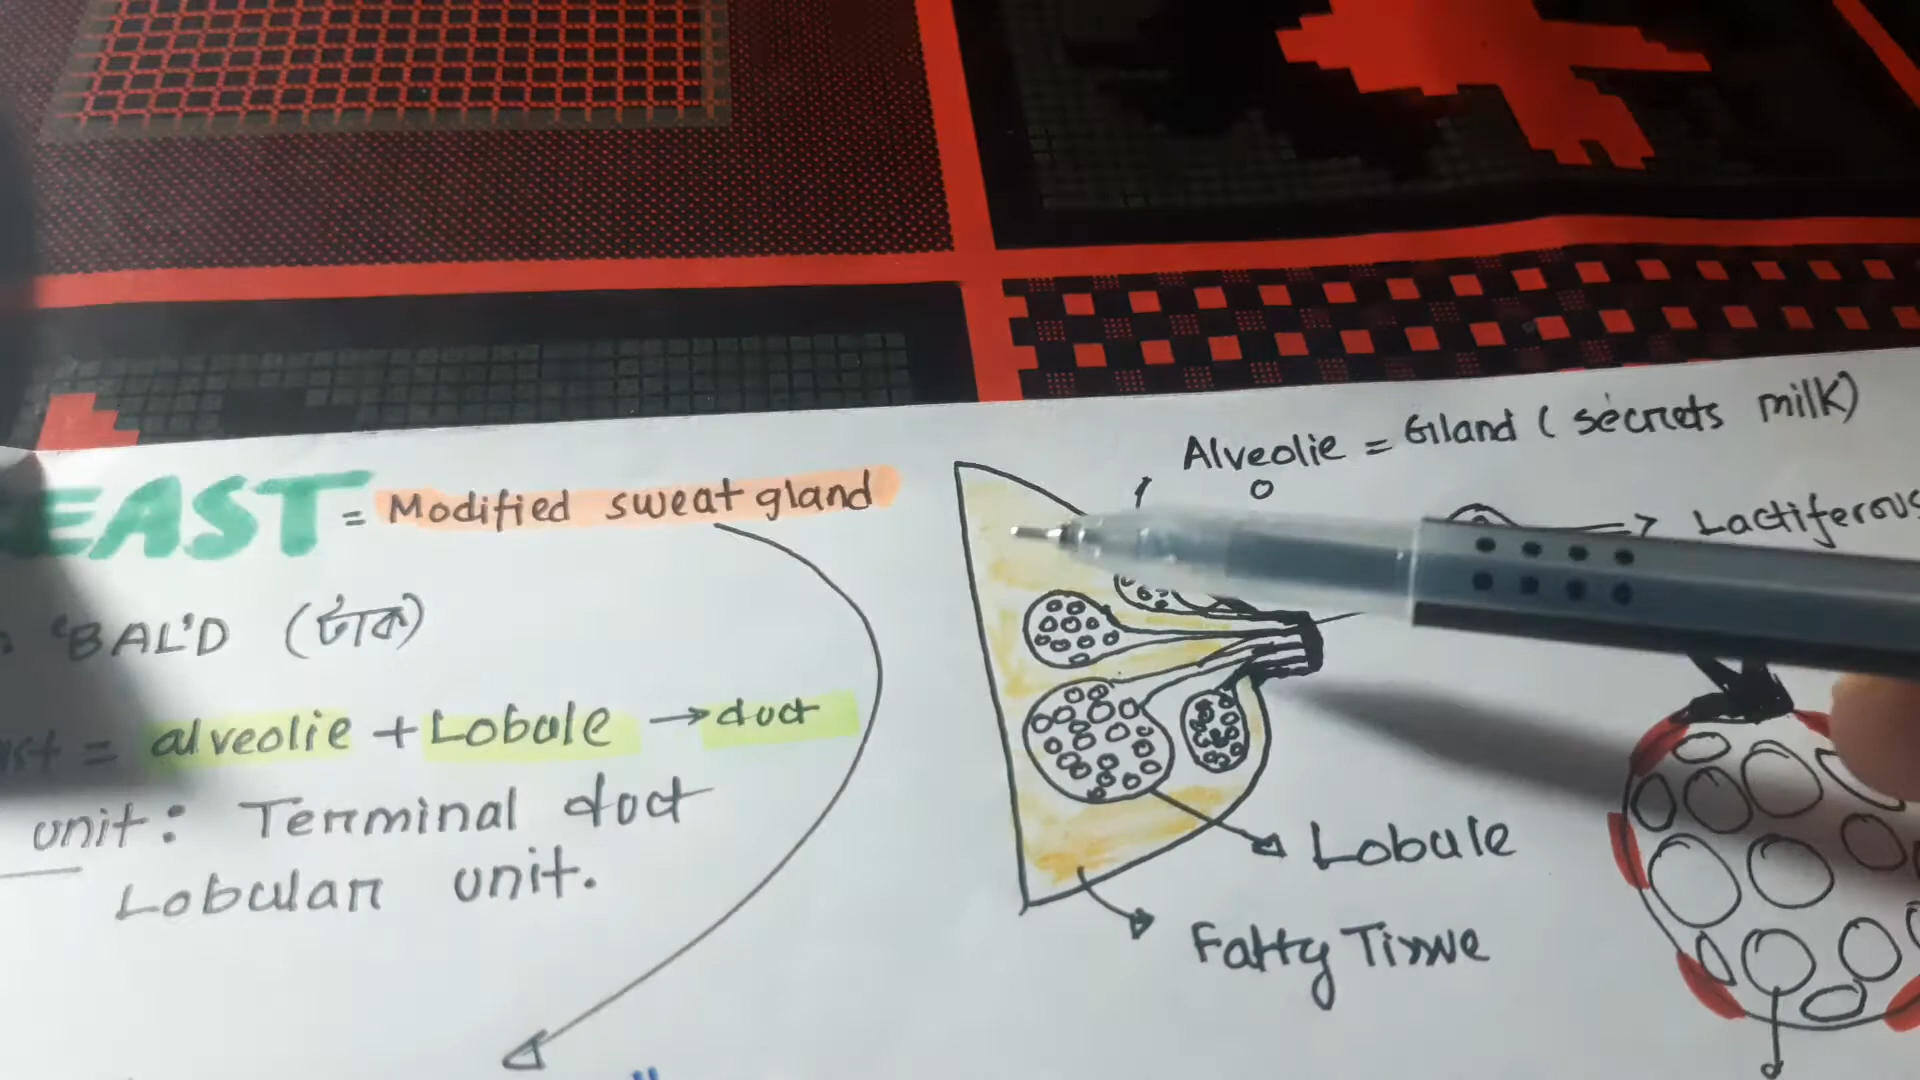 EAST = Modified sweat gland
'BAL'D (টাক)
= alveolie + Lobule → duct
unit: Terminal duct
Lobular unit.
Alveolie = Gland ( secrets milk)
Lactiferous
Lobule
Fatty Tissue